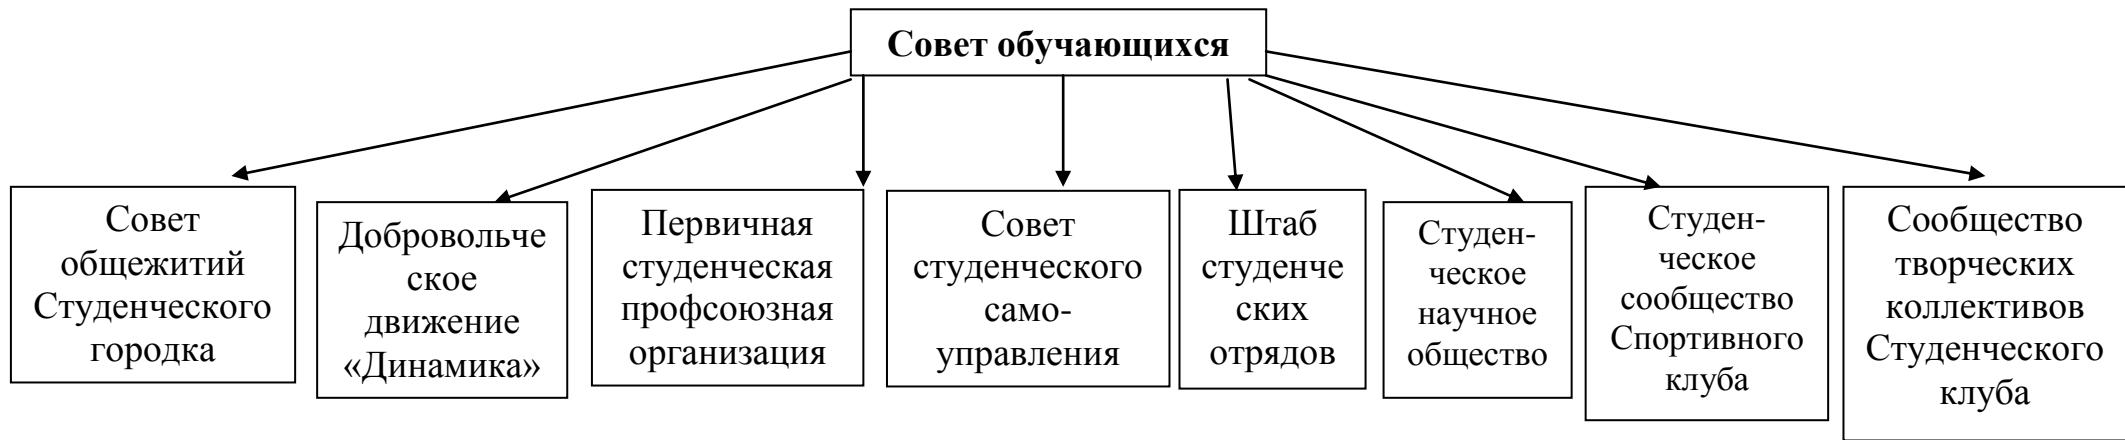 Совет обучающихся
Совет
общежитий
Студенческого
городка
Добровольче
ское
движение
«Динамика»
Первичная
студенческая
профсоюзная
организация
Совет
студенческого
само-
управления
Штаб
студенче
ских
отрядов
Студен-
ческое
научное
общество
Студен-
ческое
сообщество
Спортивного
клуба
Сообщество
творческих
коллективов
Студенческого
клуба